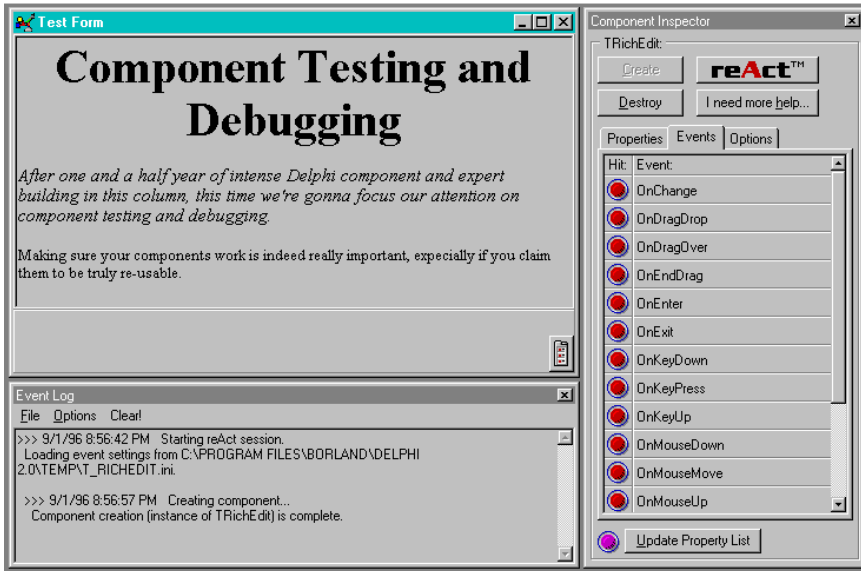 Test Form
Component Testing and
Debugging
After one and a half year of intense Delphi component and expert
building in this column, this time we're gonna focus our attention on
component testing and debugging.
Making sure your components work is indeed really important, expecially if you claim
them to be truly re-usable.
Event Log
File Options Clear!
>>> 9/1/96 8:56:42 PM Starting reAct session.
Loading event settings from C:\PROGRAM FILES\BORLAND\DELPHI
2.0\TEMP\T_RICHEDIT.ini.
>>> 9/1/96 8:56:57 PM Creating component...
Component creation (instance of TRichEdit) is complete.
Component Inspector
TRichEdit:
Create reAct™
Destroy I need more help...
Properties Events Options
Hit: Event:
OnChange
OnDragDrop
OnDragOver
OnEndDrag
OnEnter
OnExit
OnKeyDown
OnKeyPress
OnKeyUp
OnMouseDown
OnMouseMove
OnMouseUp
Update Property List